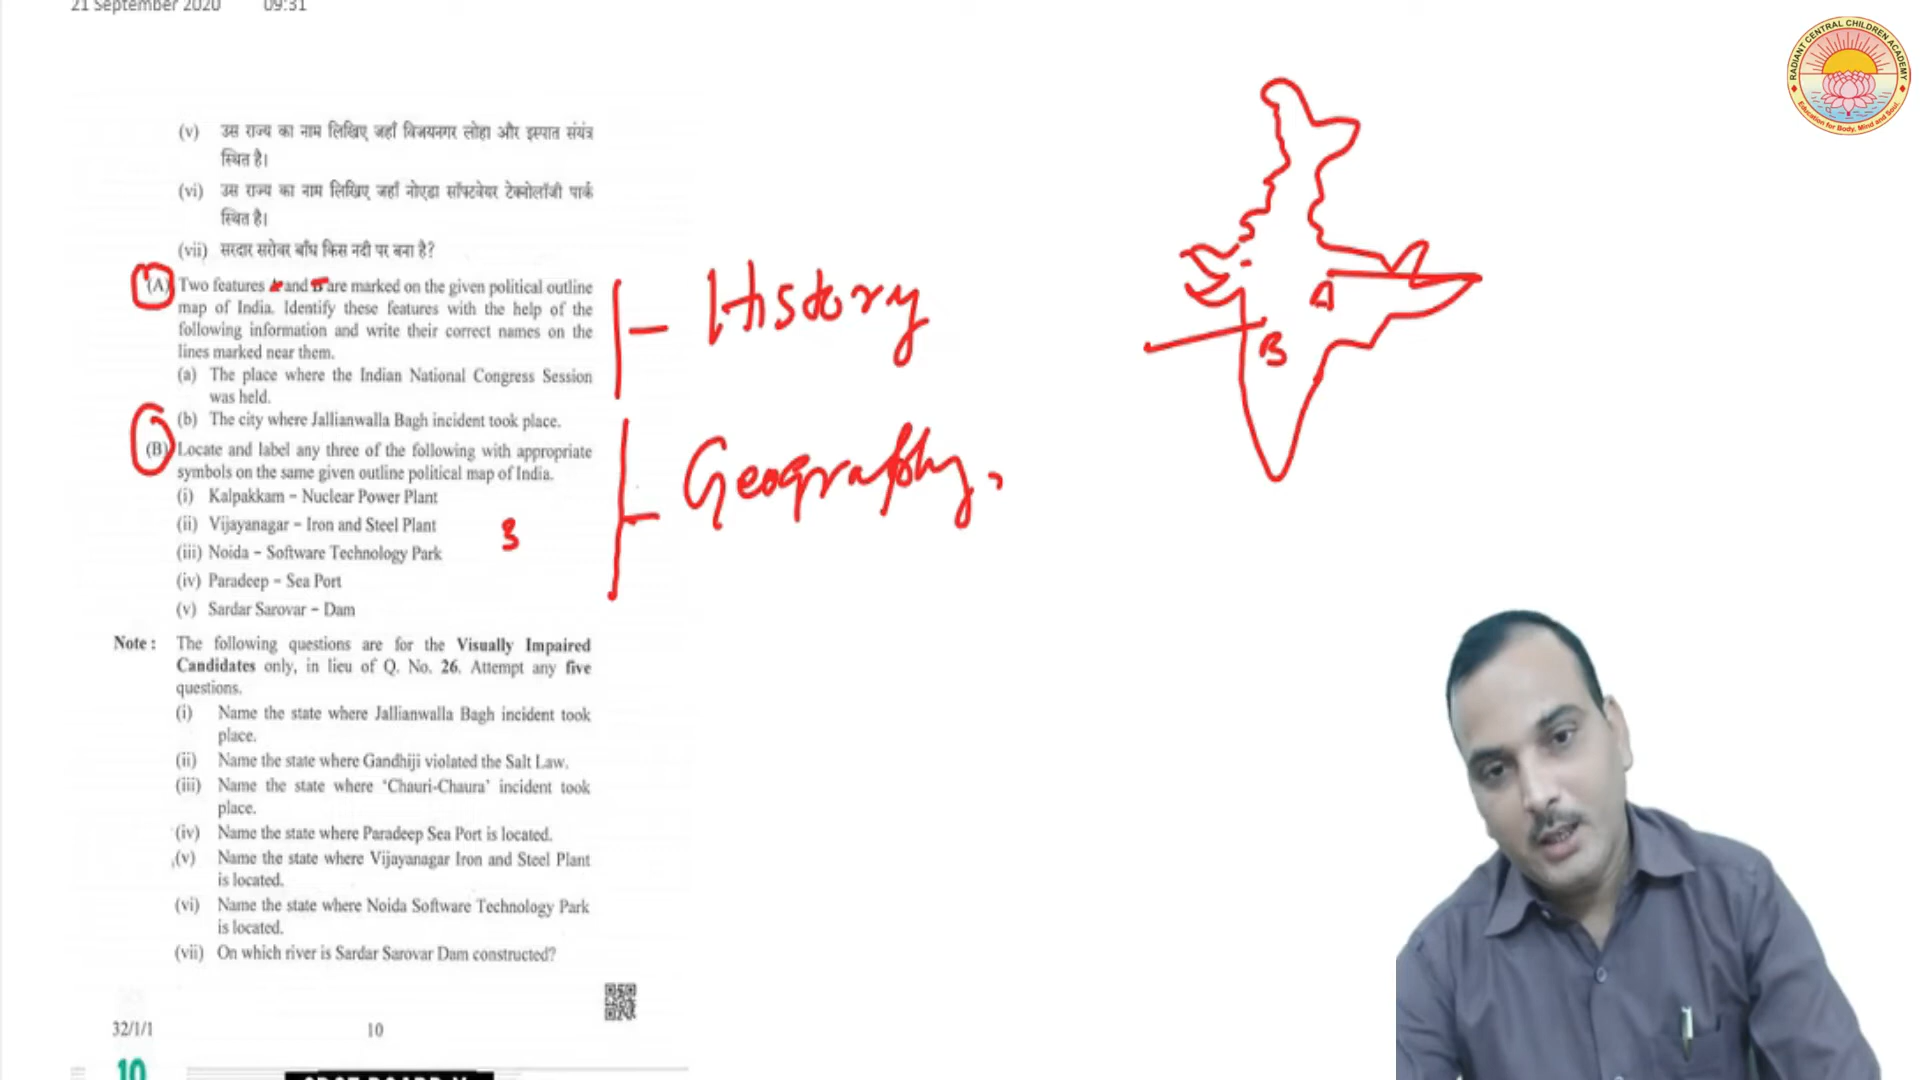 21 September 2020 09:31
RADIANT CENTRAL CHILDREN ACADEMY
Education for Body, Mind and Soul
(v) उस राज्य का नाम लिखिए जहाँ विजयनगर लोहा और इस्पात संयंत्र
स्थित है।
(vi) उस राज्य का नाम लिखिए जहाँ नोएडा सॉफ्टवेयर टेक्नोलॉजी पार्क
स्थित है।
(vii) सरदार सरोवर बाँध किस नदी पर बना है?
(A) Two features A and B are marked on the given political outline
map of India. Identify these features with the help of the
following information and write their correct names on the
lines marked near them.
(a) The place where the Indian National Congress Session
was held.
(b) The city where Jallianwalla Bagh incident took place.
(B) Locate and label any three of the following with appropriate
symbols on the same given outline political map of India.
(i) Kalpakkam – Nuclear Power Plant
(ii) Vijayanagar – Iron and Steel Plant
(iii) Noida – Software Technology Park
(iv) Paradeep – Sea Port
(v) Sardar Sarovar – Dam
3
History
Geography,
A
B
Note : The following questions are for the Visually Impaired
Candidates only, in lieu of Q. No. 26. Attempt any five
questions.
(i) Name the state where Jallianwalla Bagh incident took
place.
(ii) Name the state where Gandhiji violated the Salt Law.
(iii) Name the state where ‘Chauri-Chaura’ incident took
place.
(iv) Name the state where Paradeep Sea Port is located.
(v) Name the state where Vijayanagar Iron and Steel Plant
is located.
(vi) Name the state where Noida Software Technology Park
is located.
(vii) On which river is Sardar Sarovar Dam constructed?
32/1/1 10
10